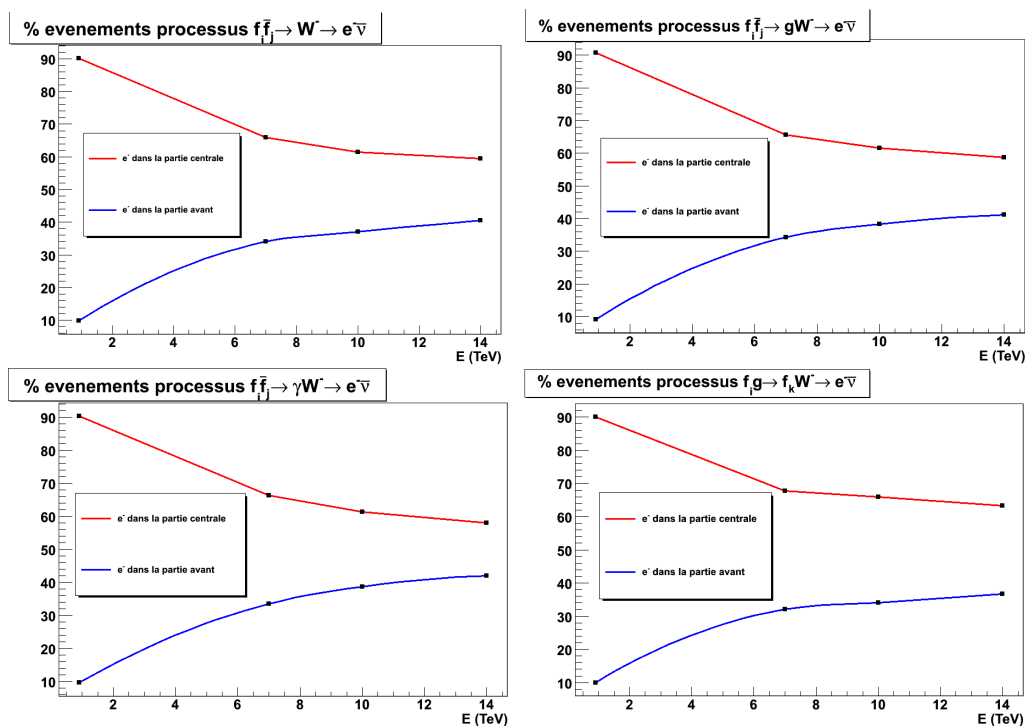 % evenements processus f_i f̄_j → W⁻ → e⁻ν̄
90
80
70
60
50
40
30
20
10
e⁻ dans la partie centrale
e⁻ dans la partie avant
2 4 6 8 10 12 14
E (TeV)
% evenements processus f_i f̄_j → gW⁻ → e⁻ν̄
90
80
70
60
50
40
30
20
10
e⁻ dans la partie centrale
e⁻ dans la partie avant
2 4 6 8 10 12 14
E (TeV)
% evenements processus f_i f̄_j → γW⁻ → e⁻ν̄
90
80
70
60
50
40
30
20
10
e⁻ dans la partie centrale
e⁻ dans la partie avant
2 4 6 8 10 12 14
E (TeV)
% evenements processus f_i g → f_k W⁻ → e⁻ν̄
90
80
70
60
50
40
30
20
10
e⁻ dans la partie centrale
e⁻ dans la partie avant
2 4 6 8 10 12 14
E (TeV)